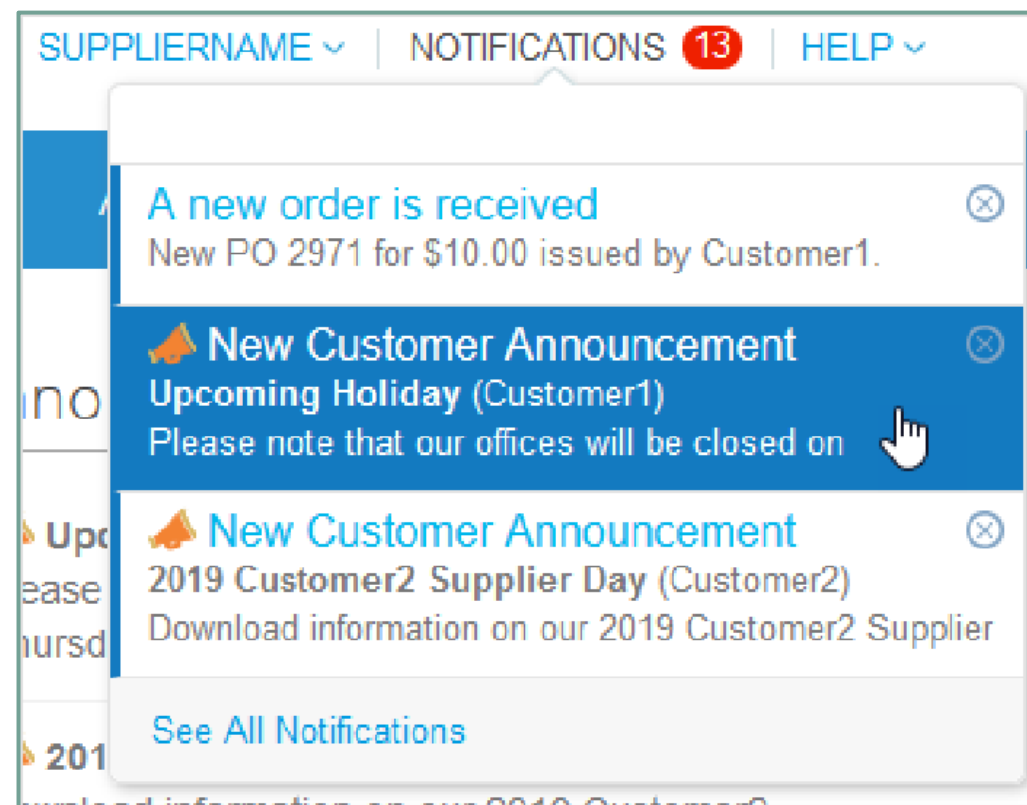 SUPPLIERNAME NOTIFICATIONS 13 HELP
A new order is received
New PO 2971 for $10.00 issued by Customer1.
New Customer Announcement
Upcoming Holiday (Customer1)
Please note that our offices will be closed on
New Customer Announcement
2019 Customer2 Supplier Day (Customer2)
Download information on our 2019 Customer2 Supplier
See All Notifications